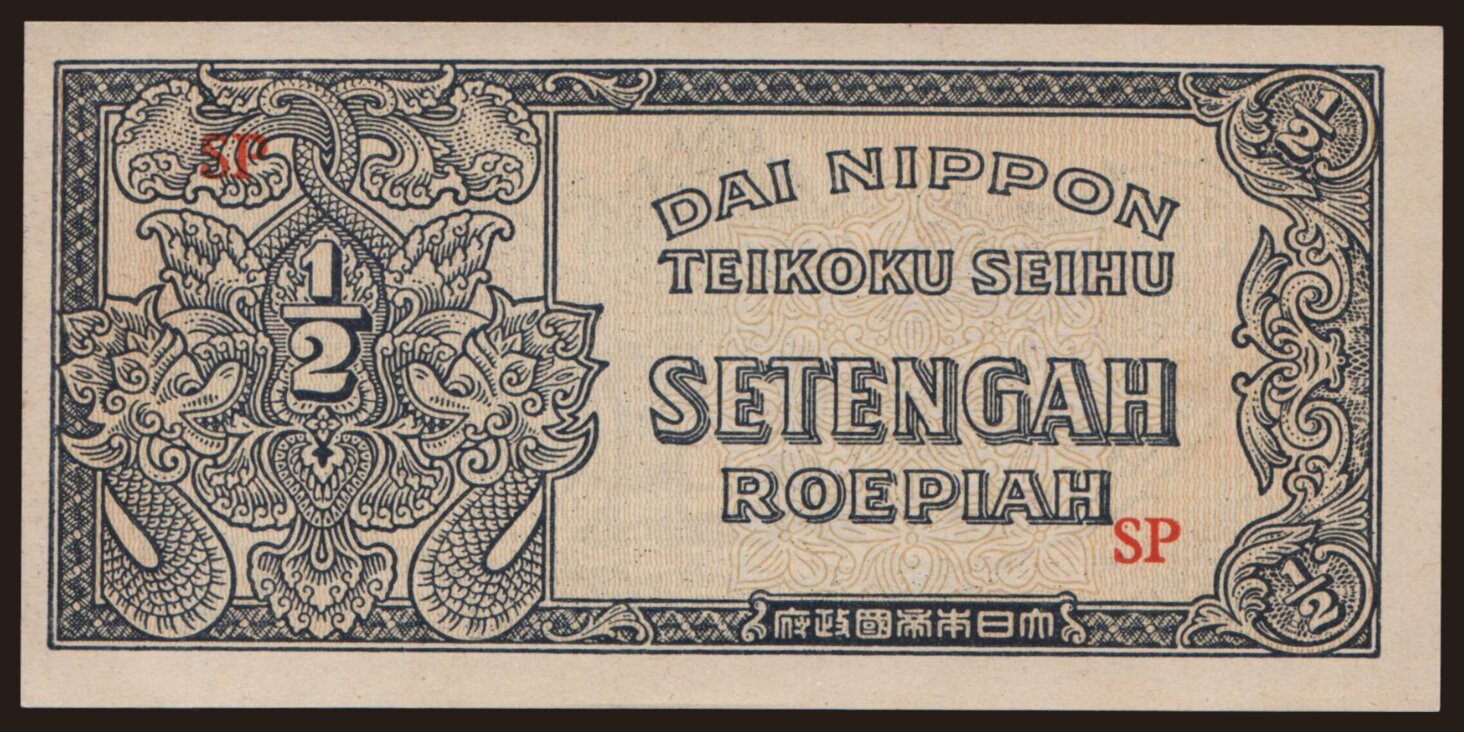 SP
1/2
1/2
DAI NIPPON
TEIKOKU SEIHU
SETENGAH
ROEPIAH
SP
1/2
府政國帝本日大